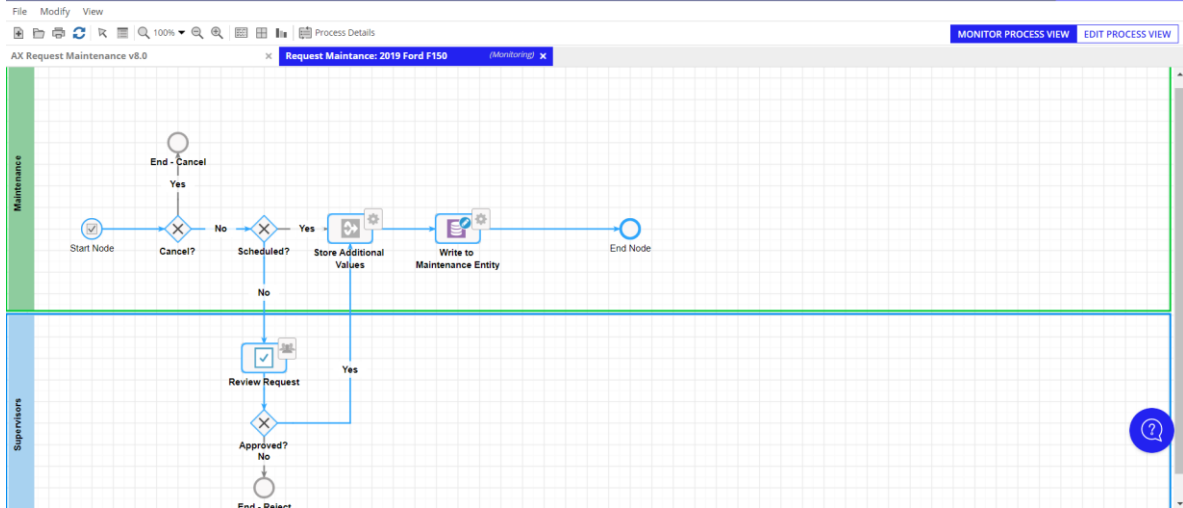 File Modify View
100% Process Details
MONITOR PROCESS VIEW EDIT PROCESS VIEW
AX Request Maintenance v8.0 × Request Maintance: 2019 Ford F150 (Monitoring) ×
Maintenance
End - Cancel
Yes
Start Node
Cancel?
No
Scheduled?
Yes
Store Additional
Values
Write to
Maintenance Entity
End Node
No
Supervisors
Review Request
Yes
Approved?
No
End - Reject